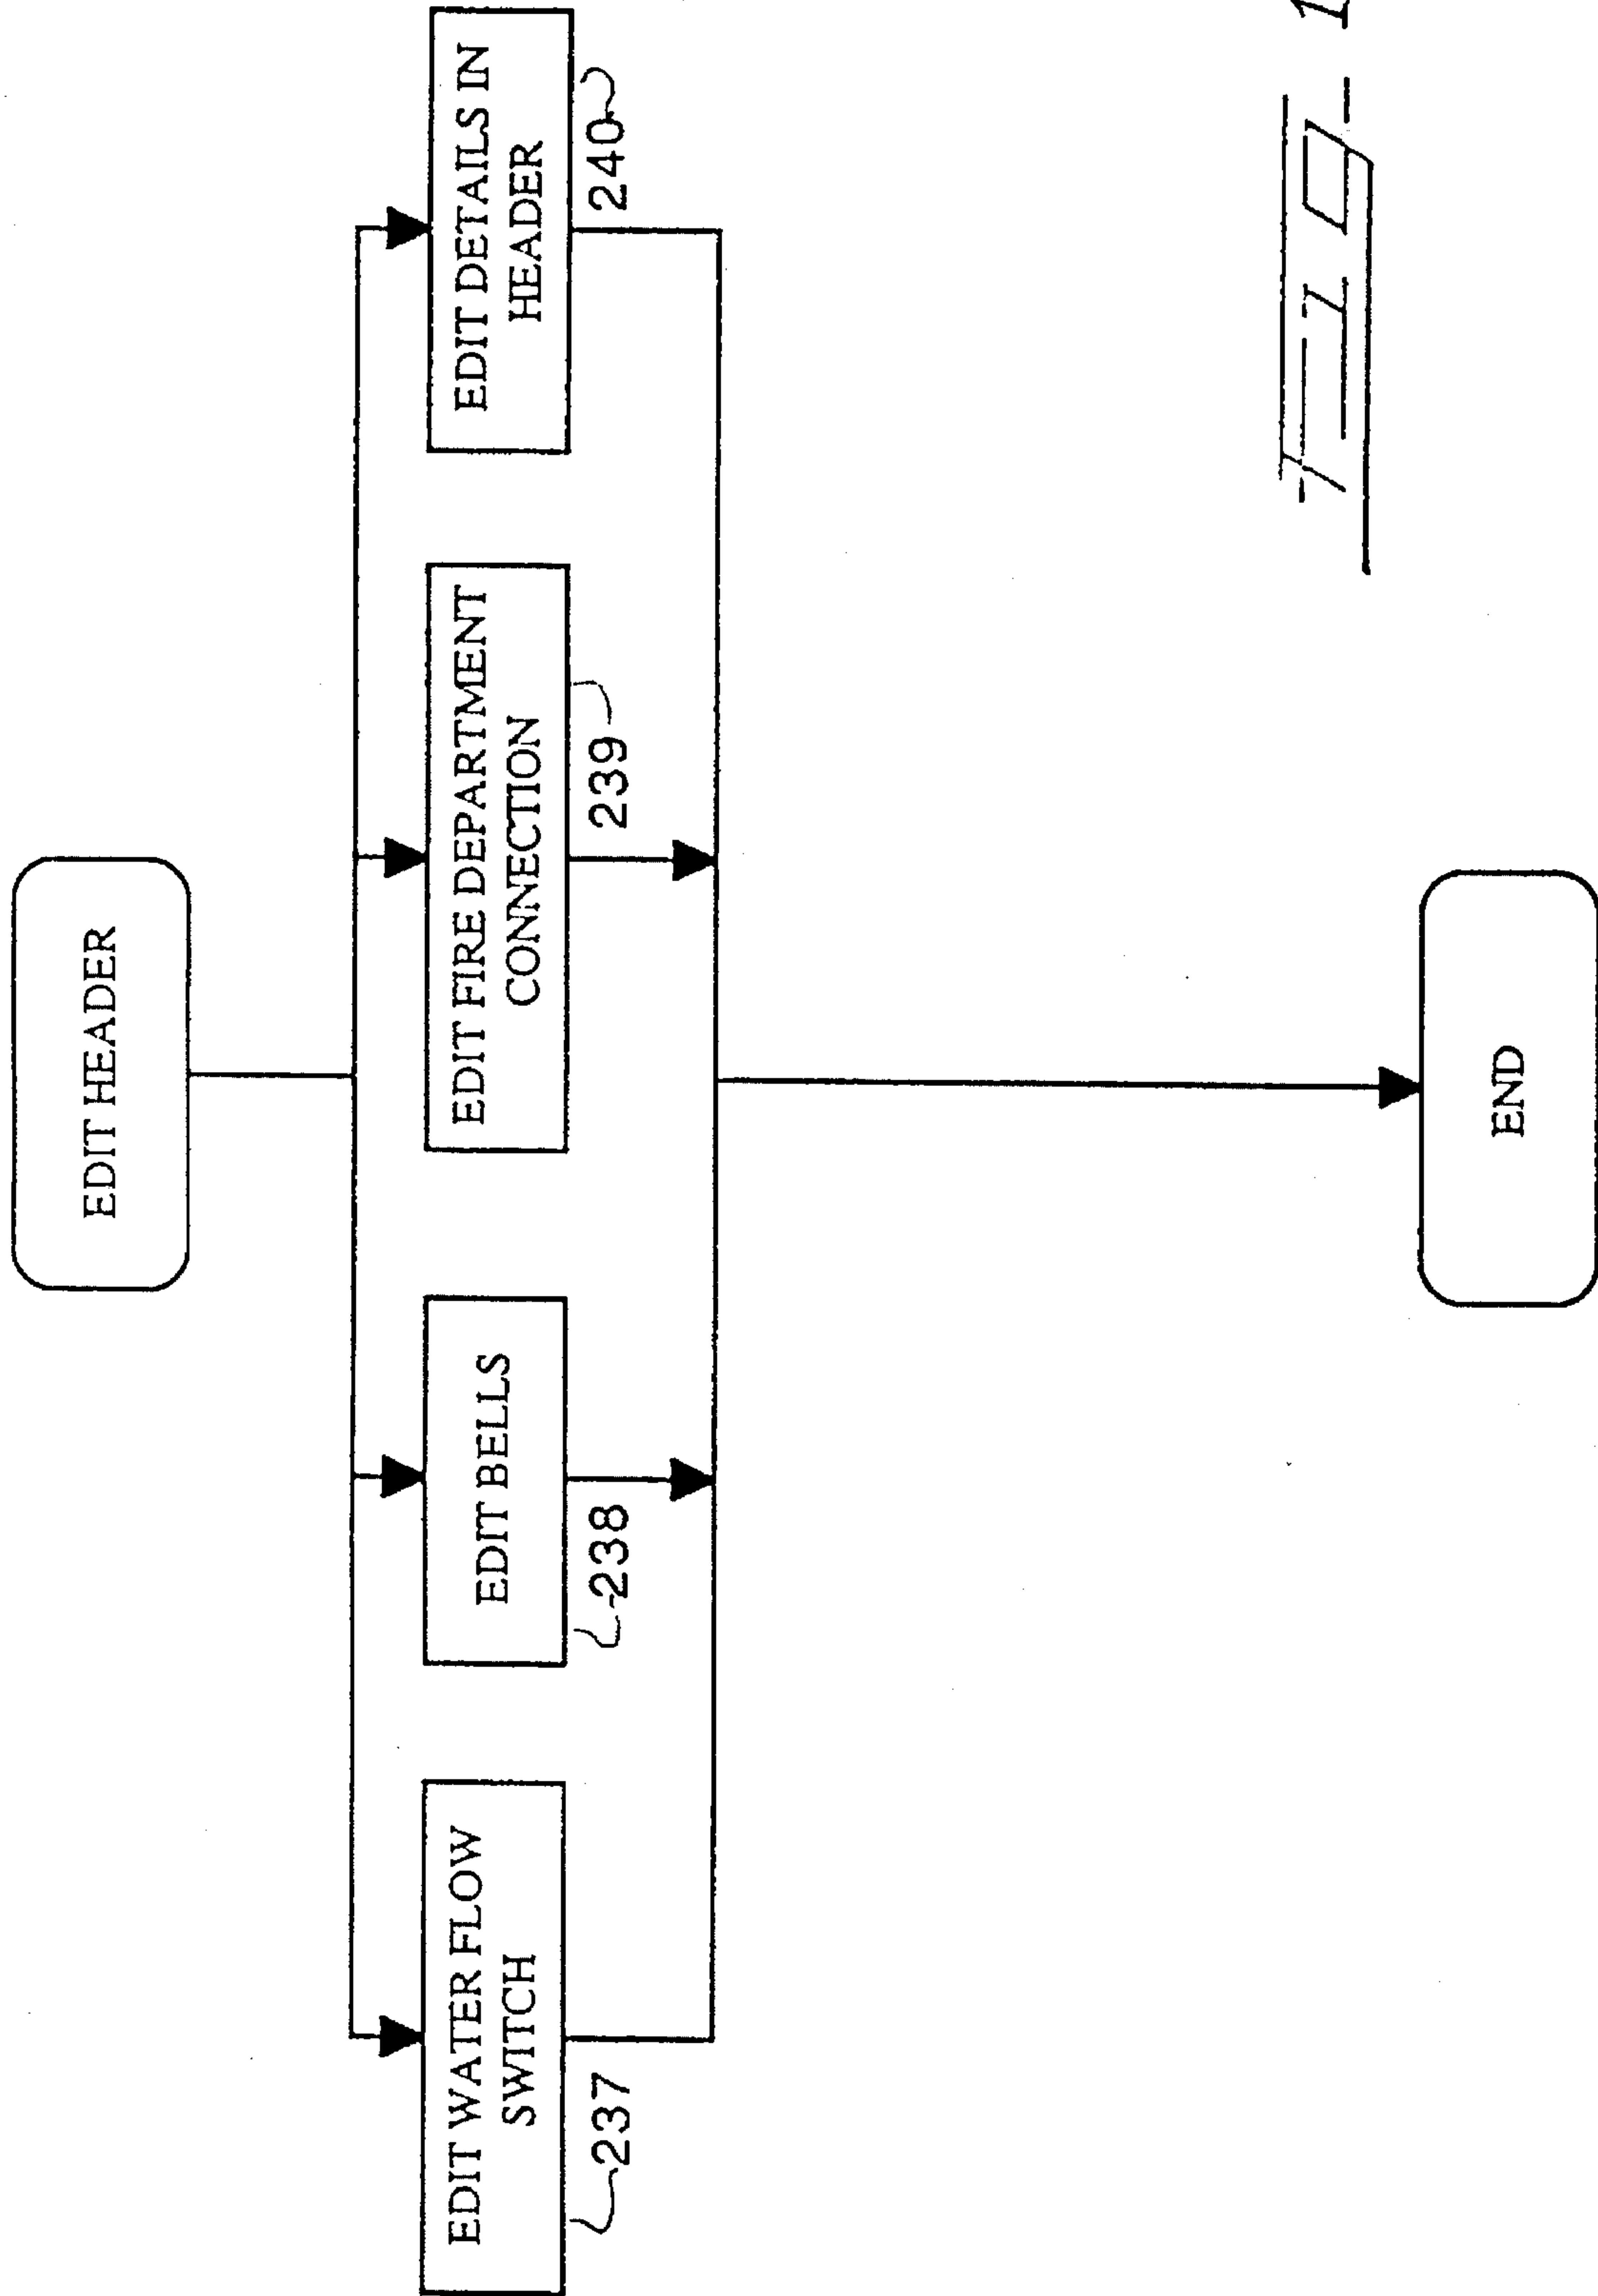 EDIT HEADER
EDIT WATER FLOW
SWITCH
237
EDIT BELLS
238
EDIT FIRE DEPARTMENT
CONNECTION
239
EDIT DETAILS IN
HEADER
240
END